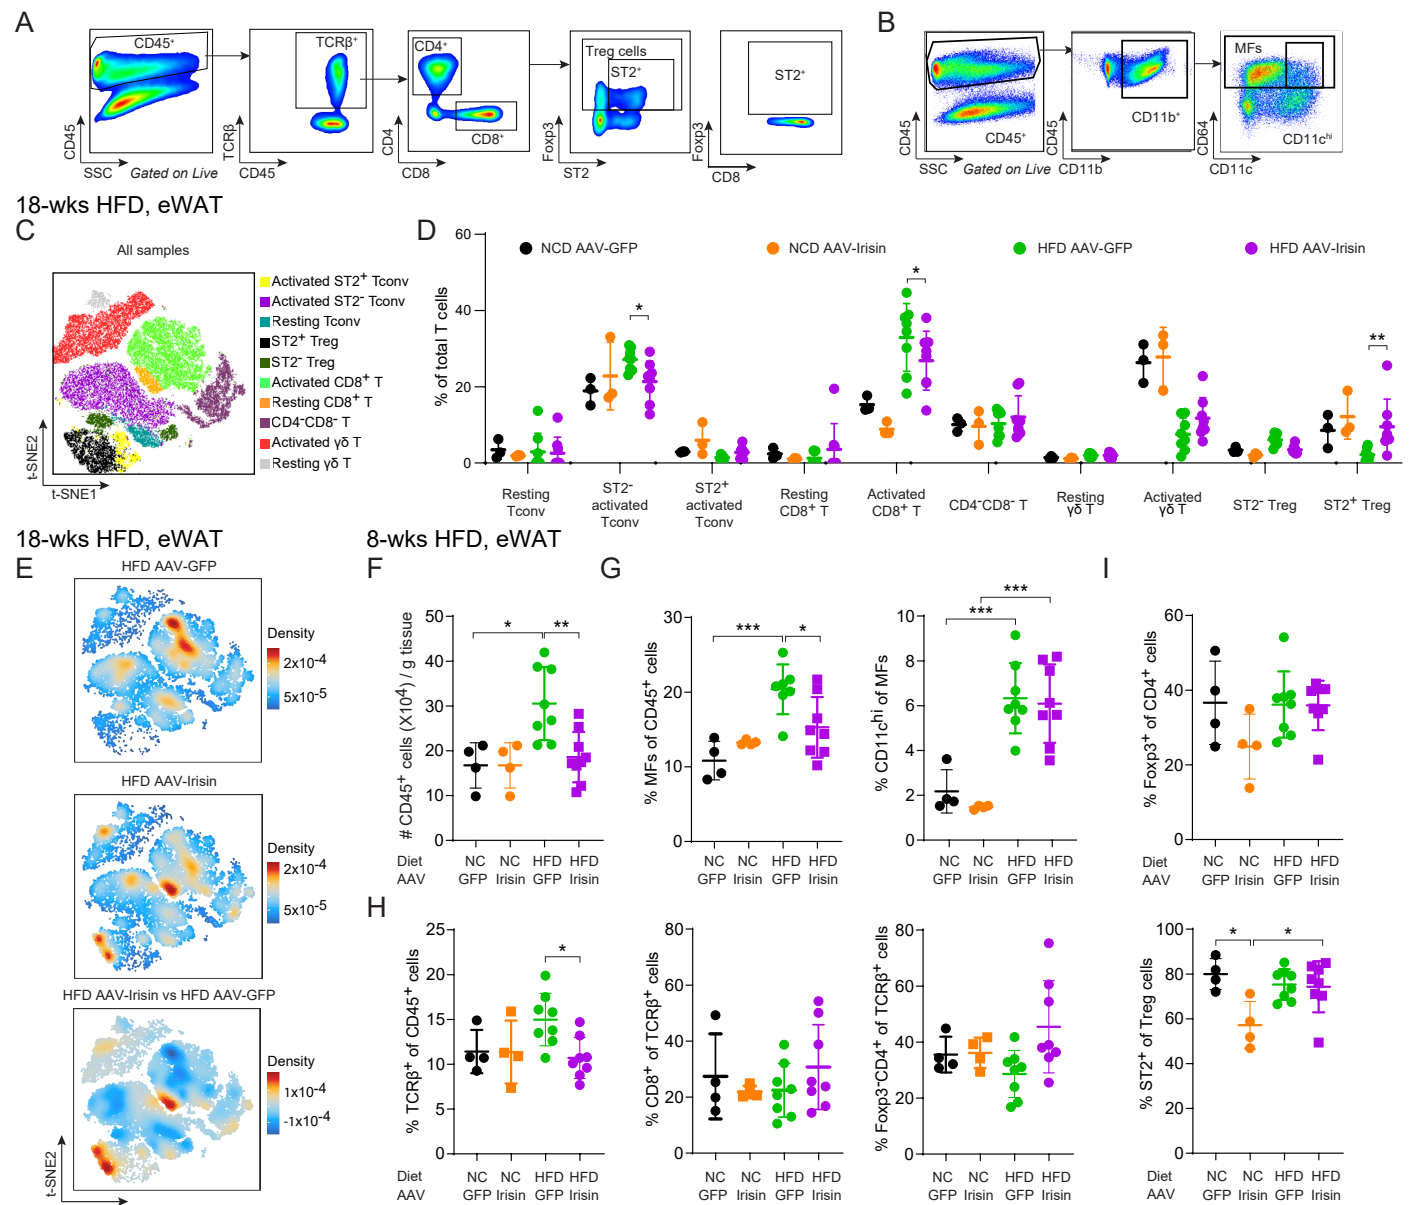 A
CD45⁺
TCRβ⁺
CD4⁺
CD8⁺
Treg cells
ST2⁺
ST2⁺
CD45
SSC
Gated on Live
TCRβ
CD45
CD4
CD8
Foxp3
ST2
Foxp3
CD8
B
CD45⁺
CD11b⁺
MFs
CD11cʰⁱ
CD45
SSC
Gated on Live
CD45
CD11b
CD64
CD11c
18-wks HFD, eWAT
C
All samples
Activated ST2⁺ Tconv
Activated ST2⁻ Tconv
Resting Tconv
ST2⁺ Treg
ST2⁻ Treg
Activated CD8⁺ T
Resting CD8⁺ T
CD4⁻CD8⁻ T
Activated γδ T
Resting γδ T
t-SNE2
t-SNE1
D
NCD AAV-GFP
NCD AAV-Irisin
HFD AAV-GFP
HFD AAV-Irisin
% of total T cells
60
40
20
0
*
*
**
Resting Tconv
ST2⁻ activated Tconv
ST2⁺ activated Tconv
Resting CD8⁺ T
Activated CD8⁺ T
CD4⁻CD8⁻ T
Resting γδ T
Activated γδ T
ST2⁻ Treg
ST2⁺ Treg
18-wks HFD, eWAT
E
HFD AAV-GFP
Density
2x10⁻⁴
5x10⁻⁵
HFD AAV-Irisin
Density
2x10⁻⁴
5x10⁻⁵
HFD AAV-Irisin vs HFD AAV-GFP
Density
1x10⁻⁴
-1x10⁻⁴
t-SNE2
t-SNE1
8-wks HFD, eWAT
F
# CD45⁺ cells (X10⁴) / g tissue
50
40
30
20
10
0
*
**
Diet NC NC HFD HFD
AAV GFP Irisin GFP Irisin
G
% MFs of CD45⁺ cells
30
20
10
0
***
*
NC NC HFD HFD
GFP Irisin GFP Irisin
% CD11cʰⁱ of MFs
10
8
6
4
2
0
***
***
NC NC HFD HFD
GFP Irisin GFP Irisin
H
% TCRβ⁺ of CD45⁺ cells
25
20
15
10
5
0
*
Diet NC NC HFD HFD
AAV GFP Irisin GFP Irisin
% CD8⁺ of TCRβ⁺ cells
80
60
40
20
0
NC NC HFD HFD
GFP Irisin GFP Irisin
% Foxp3⁻CD4⁺ of TCRβ⁺ cells
80
60
40
20
0
NC NC HFD HFD
GFP Irisin GFP Irisin
I
% Foxp3⁺ of CD4⁺ cells
60
40
20
0
Diet NC NC HFD HFD
AAV GFP Irisin GFP Irisin
% ST2⁺ of Treg cells
100
80
60
40
20
0
*
*
Diet NC NC HFD HFD
AAV GFP Irisin GFP Irisin